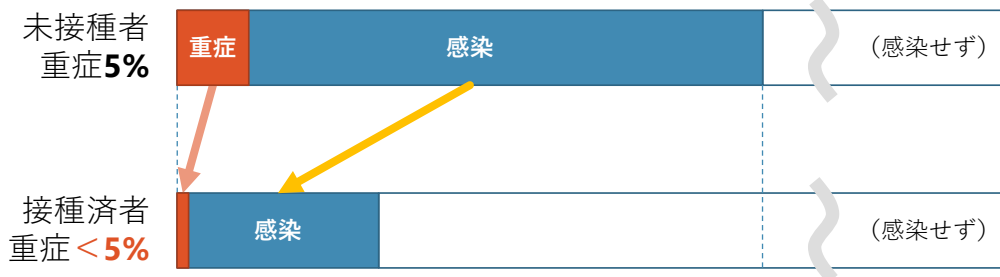 未接種者
重症5%
重症
感染
(感染せず)
接種済者
重症<5%
感染
(感染せず)